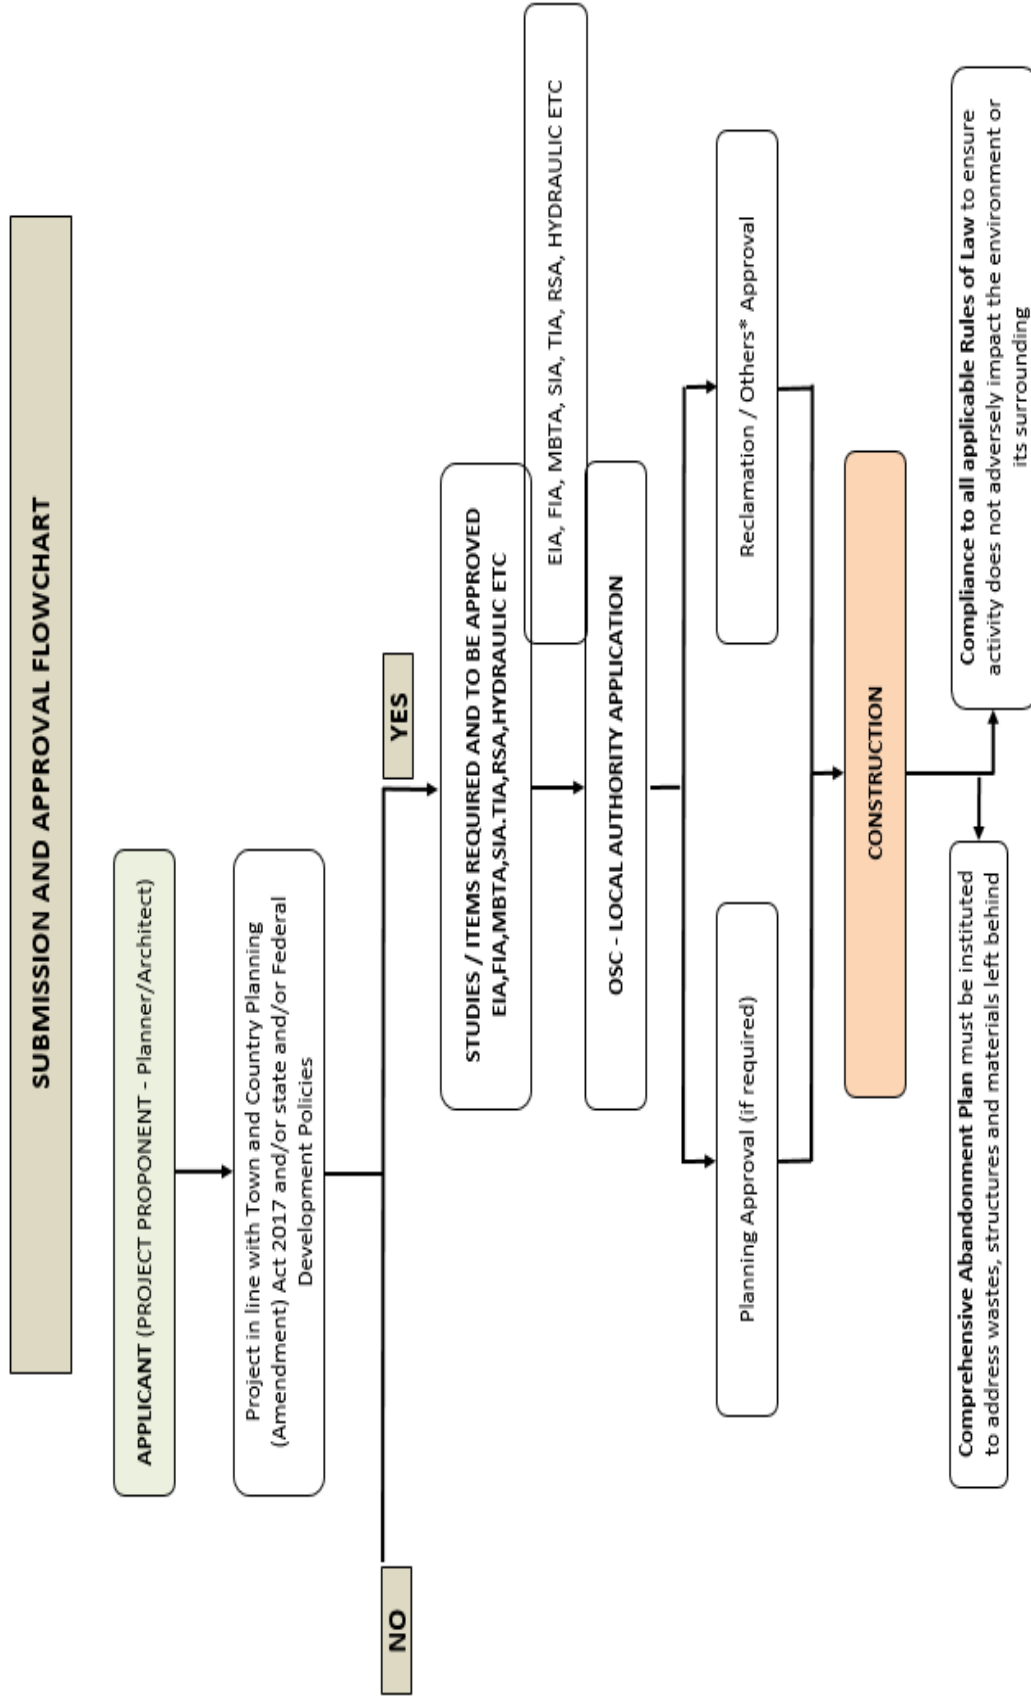 SUBMISSION AND APPROVAL FLOWCHART
APPLICANT (PROJECT PROPONENT - Planner/Architect)
Project in line with Town and Country Planning
(Amendment) Act 2017 and/or state and/or Federal
Development Policies
NO
YES
STUDIES / ITEMS REQUIRED AND TO BE APPROVED
EIA,FIA,MBTA,SIA.TIA,RSA,HYDRAULIC ETC
EIA, FIA, MBTA, SIA, TIA, RSA, HYDRAULIC ETC
OSC - LOCAL AUTHORITY APPLICATION
Planning Approval (if required)
Reclamation / Others* Approval
CONSTRUCTION
Comprehensive Abandonment Plan must be instituted
to address wastes, structures and materials left behind
Compliance to all applicable Rules of Law to ensure
activity does not adversely impact the environment or
its surrounding